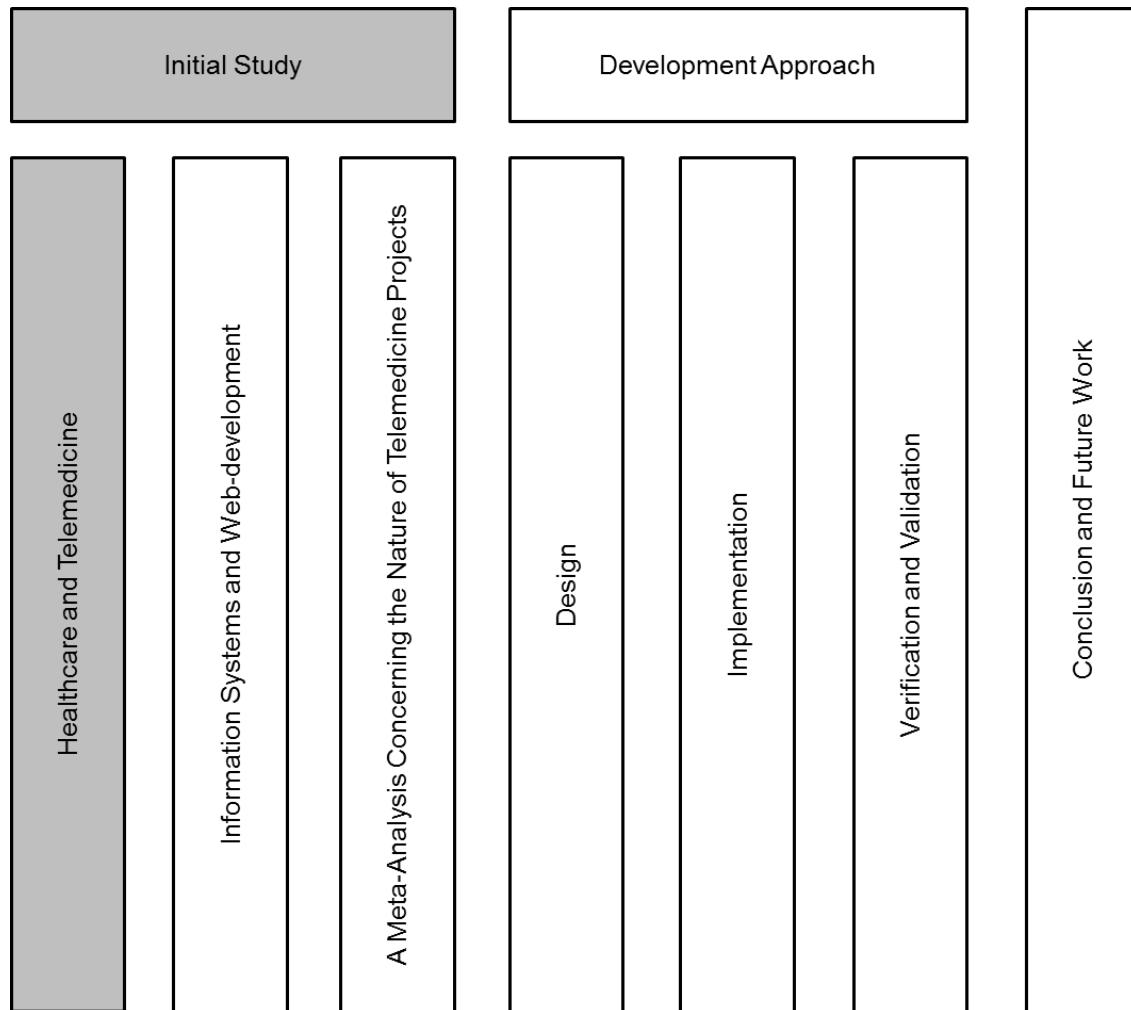 Initial Study
Development Approach
Healthcare and Telemedicine
Information Systems and Web-development
A Meta-Analysis Concerning the Nature of Telemedicine Projects
Design
Implementation
Verification and Validation
Conclusion and Future Work